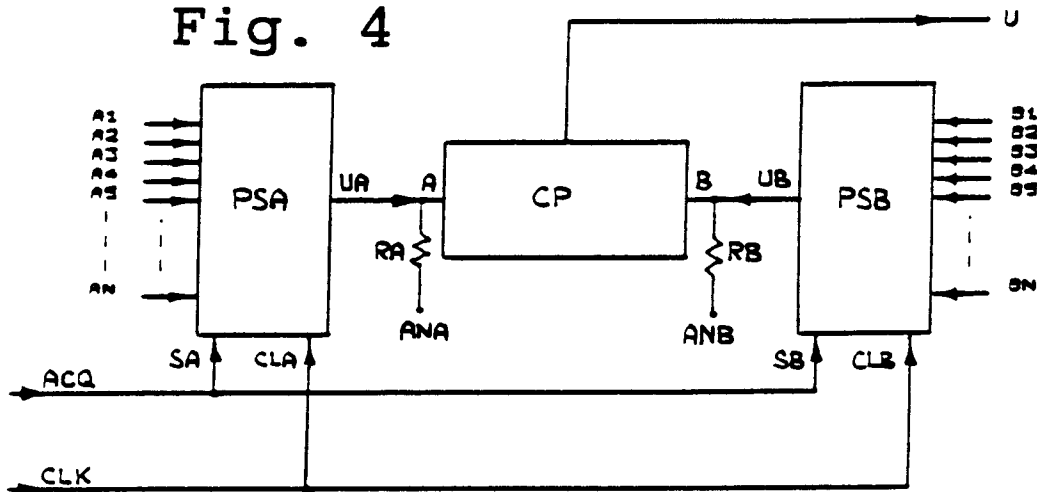 Fig. 4
U
A1
A2
A3
A4
A5
AN
PSA
UA
A
CP
B
UB
PSB
B1
B2
B3
B4
B5
BN
RA
RB
ANA
ANB
SA
CLA
SB
CLB
ACQ
CLK